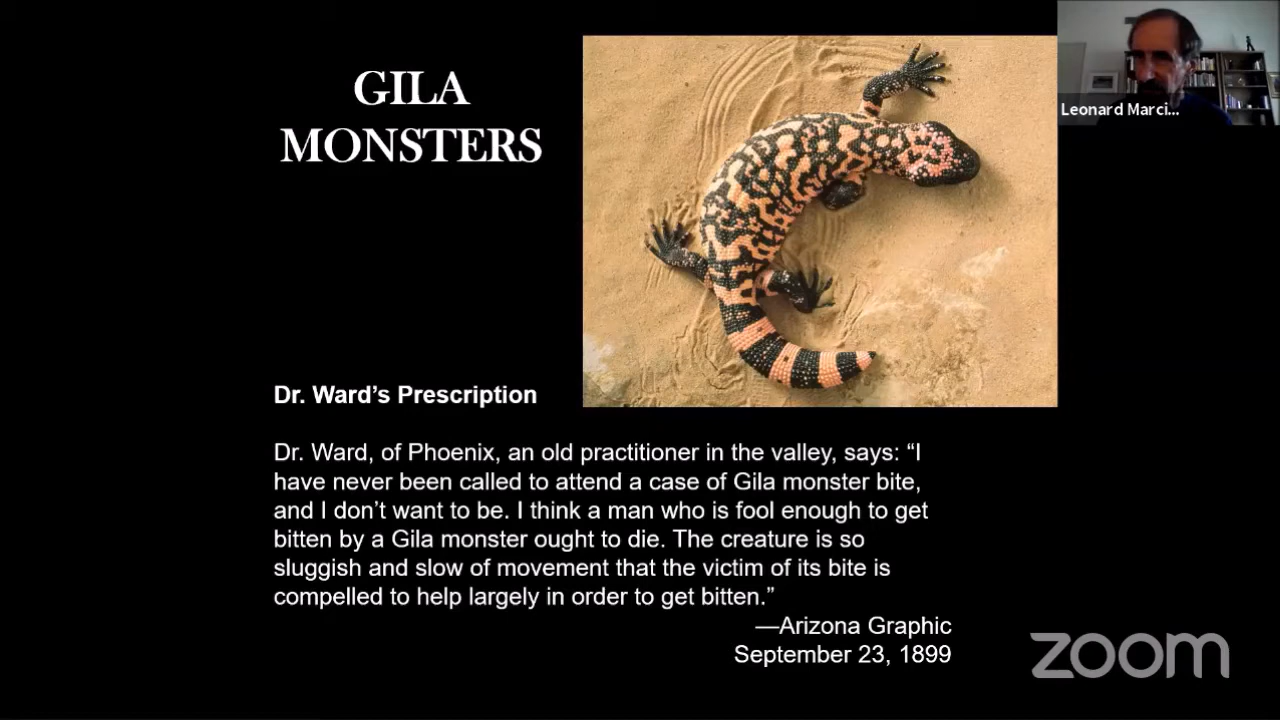 GILA
MONSTERS
Leonard Marci...
Dr. Ward’s Prescription
Dr. Ward, of Phoenix, an old practitioner in the valley, says: “I
have never been called to attend a case of Gila monster bite,
and I don’t want to be. I think a man who is fool enough to get
bitten by a Gila monster ought to die. The creature is so
sluggish and slow of movement that the victim of its bite is
compelled to help largely in order to get bitten.”
—Arizona Graphic
September 23, 1899
zoom